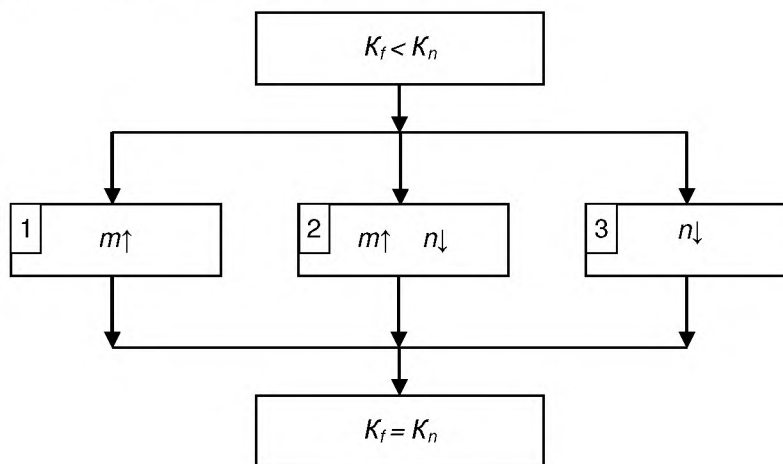 K_f < K_n
1 m↑
2 m↑ n↓
3 n↓
K_f = K_n